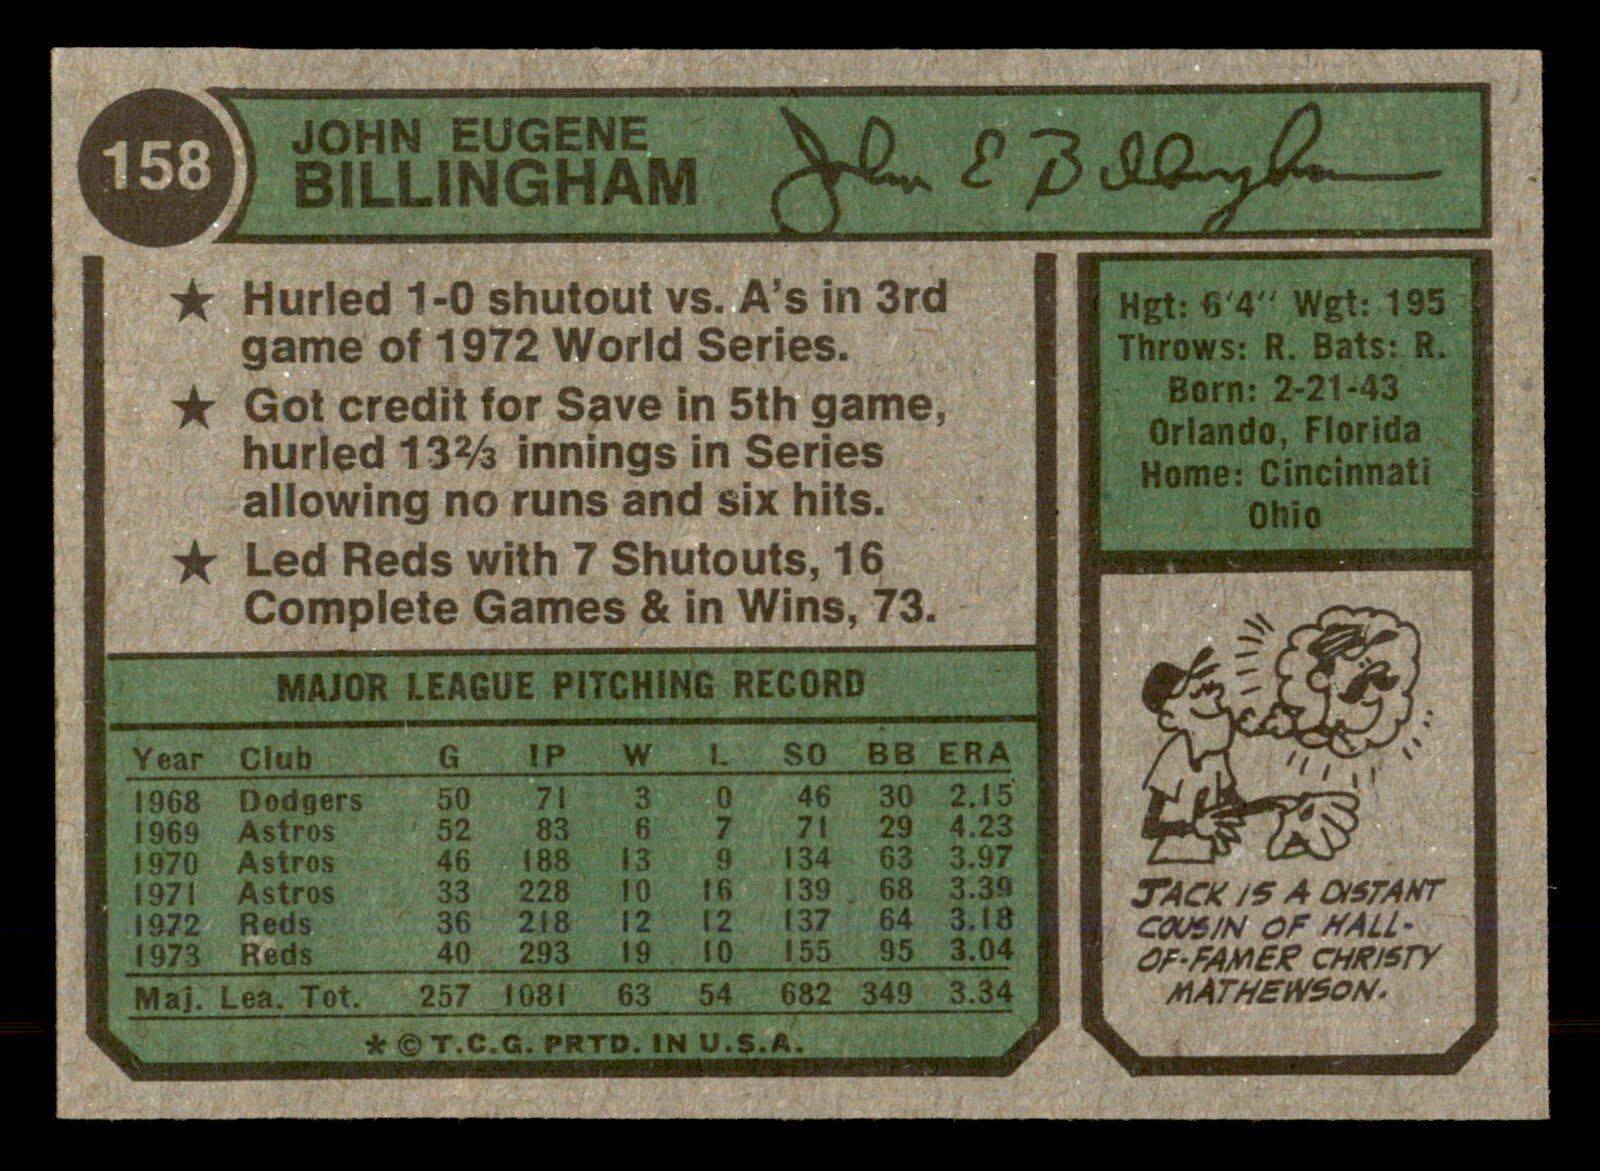 158
JOHN EUGENE
BILLINGHAM
John E Billingham
★ Hurled 1-0 shutout vs. A's in 3rd
game of 1972 World Series.
★ Got credit for Save in 5th game,
hurled 13⅔ innings in Series
allowing no runs and six hits.
★ Led Reds with 7 Shutouts, 16
Complete Games & in Wins, 73.
Hgt: 6'4" Wgt: 195
Throws: R. Bats: R.
Born: 2-21-43
Orlando, Florida
Home: Cincinnati
Ohio
MAJOR LEAGUE PITCHING RECORD
Year Club G IP W L SO BB ERA
1968 Dodgers 50 71 3 0 46 30 2.15
1969 Astros 52 83 6 7 71 29 4.23
1970 Astros 46 188 13 9 134 63 3.97
1971 Astros 33 228 10 16 139 68 3.39
1972 Reds 36 218 12 12 137 64 3.18
1973 Reds 40 293 19 10 155 95 3.04
Maj. Lea. Tot. 257 1081 63 54 682 349 3.34
* © T.C.G. PRTD. IN U.S.A.
JACK IS A DISTANT
COUSIN OF HALL-
OF-FAMER CHRISTY
MATHEWSON.